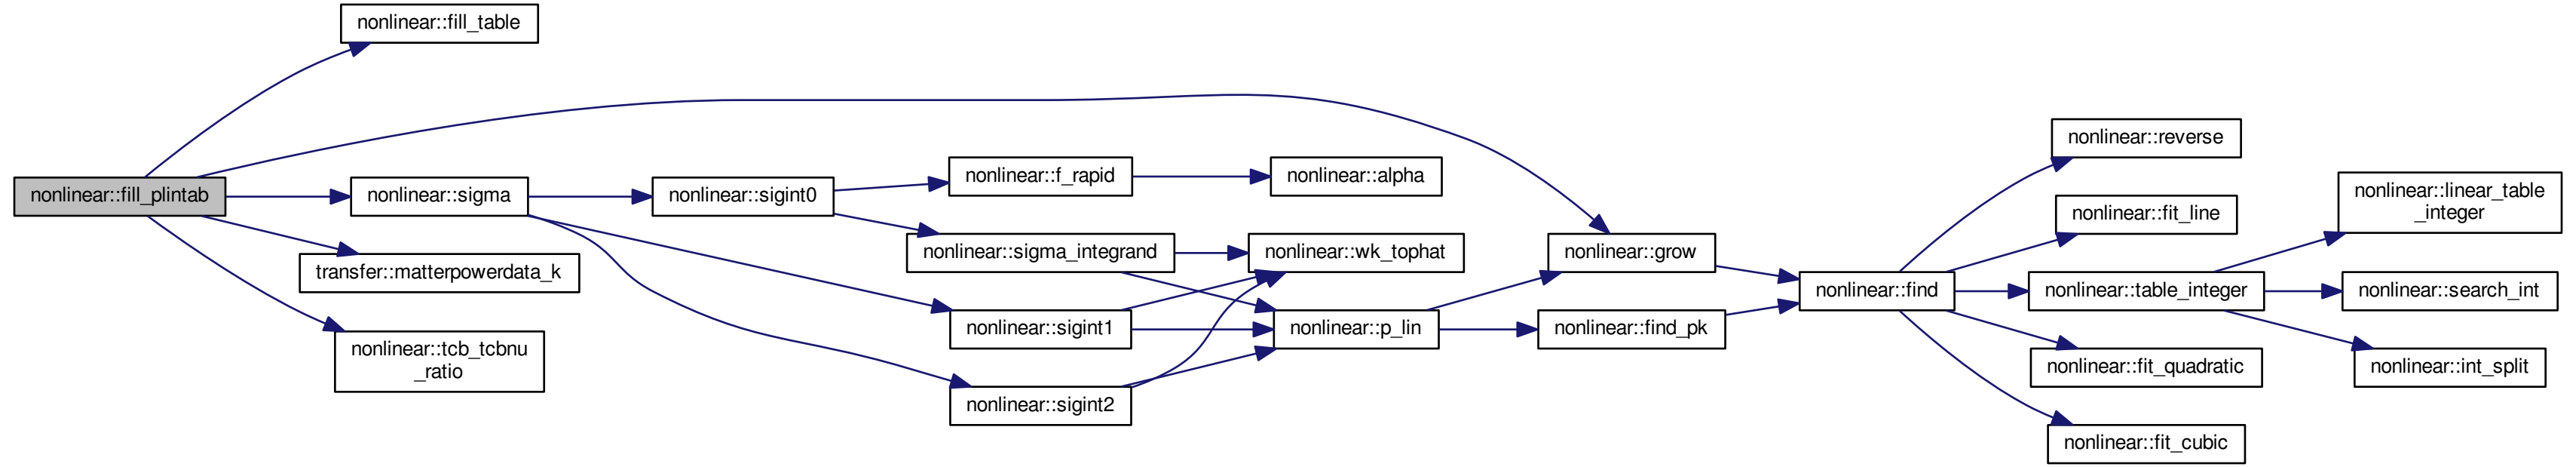 nonlinear::fill_table
nonlinear::reverse
nonlinear::f_rapid
nonlinear::alpha
nonlinear::fill_plintab
nonlinear::sigma
nonlinear::sigint0
nonlinear::linear_table
_integer
nonlinear::fit_line
nonlinear::sigma_integrand
nonlinear::wk_tophat
nonlinear::grow
transfer::matterpowerdata_k
nonlinear::find
nonlinear::table_integer
nonlinear::search_int
nonlinear::sigint1
nonlinear::p_lin
nonlinear::find_pk
nonlinear::tcb_tcbnu
_ratio
nonlinear::fit_quadratic
nonlinear::int_split
nonlinear::sigint2
nonlinear::fit_cubic